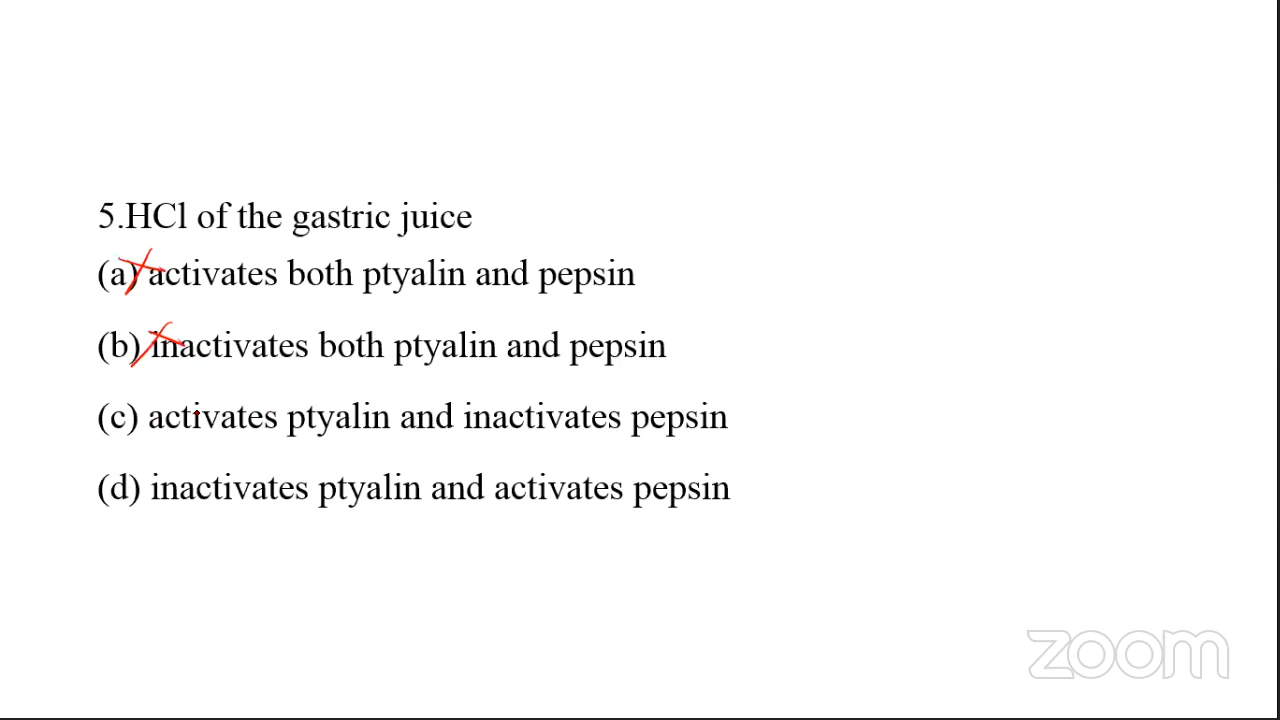 5.HCl of the gastric juice
(a) activates both ptyalin and pepsin
(b) inactivates both ptyalin and pepsin
(c) activates ptyalin and inactivates pepsin
(d) inactivates ptyalin and activates pepsin
zoom